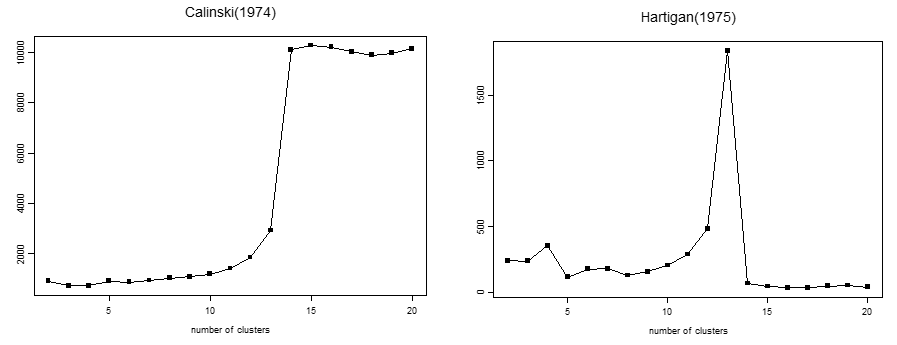 Calinski(1974)
10000
8000
6000
4000
2000
5 10 15 20
number of clusters
Hartigan(1975)
1500
1000
500
0
5 10 15 20
number of clusters